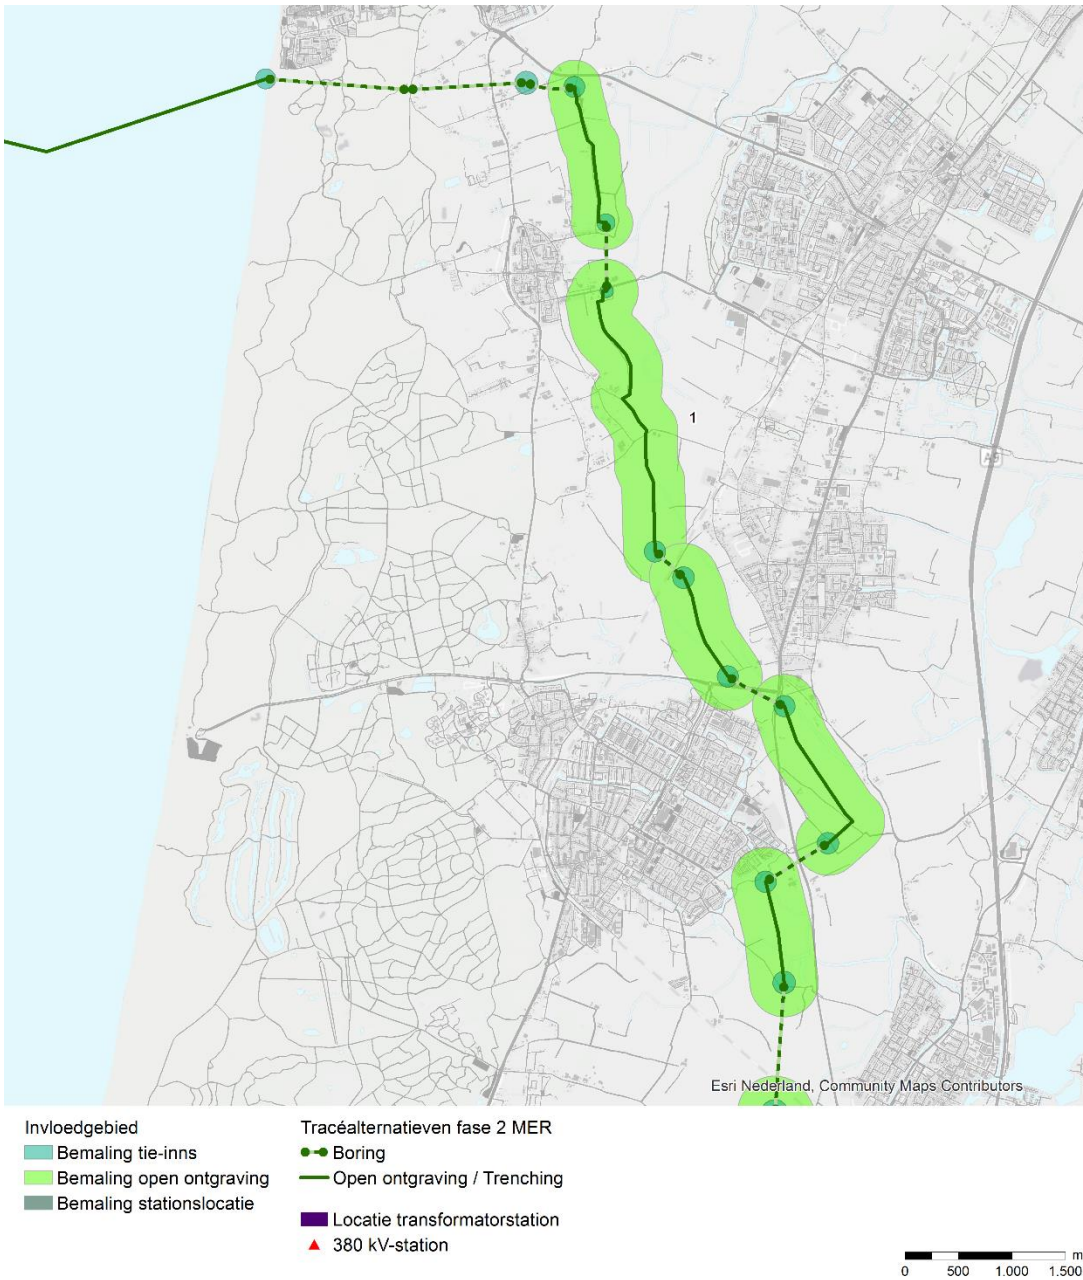 1
A9
Esri Nederland, Community Maps Contributors
Invloedgebied
Bemaling tie-inns
Bemaling open ontgraving
Bemaling stationslocatie
Tracéalternatieven fase 2 MER
Boring
Open ontgraving / Trenching
Locatie transformatorstation
380 kV-station
m
0 500 1.000 1.500